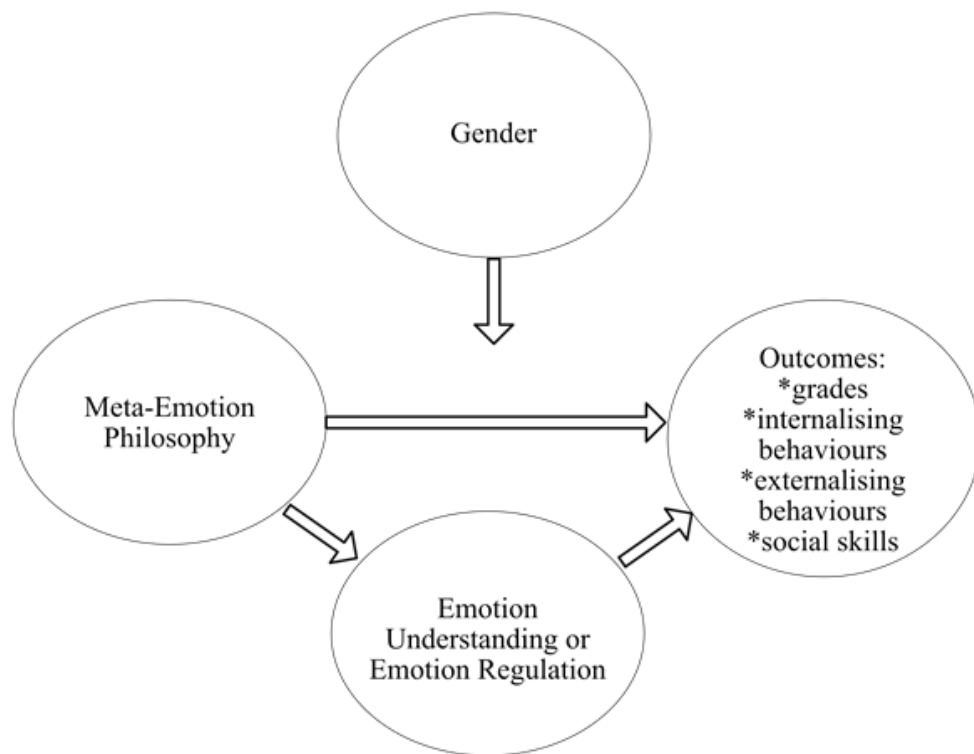 Gender
Meta-Emotion
Philosophy
Outcomes:
*grades
*internalising
behaviours
*externalising
behaviours
*social skills
Emotion
Understanding or
Emotion Regulation